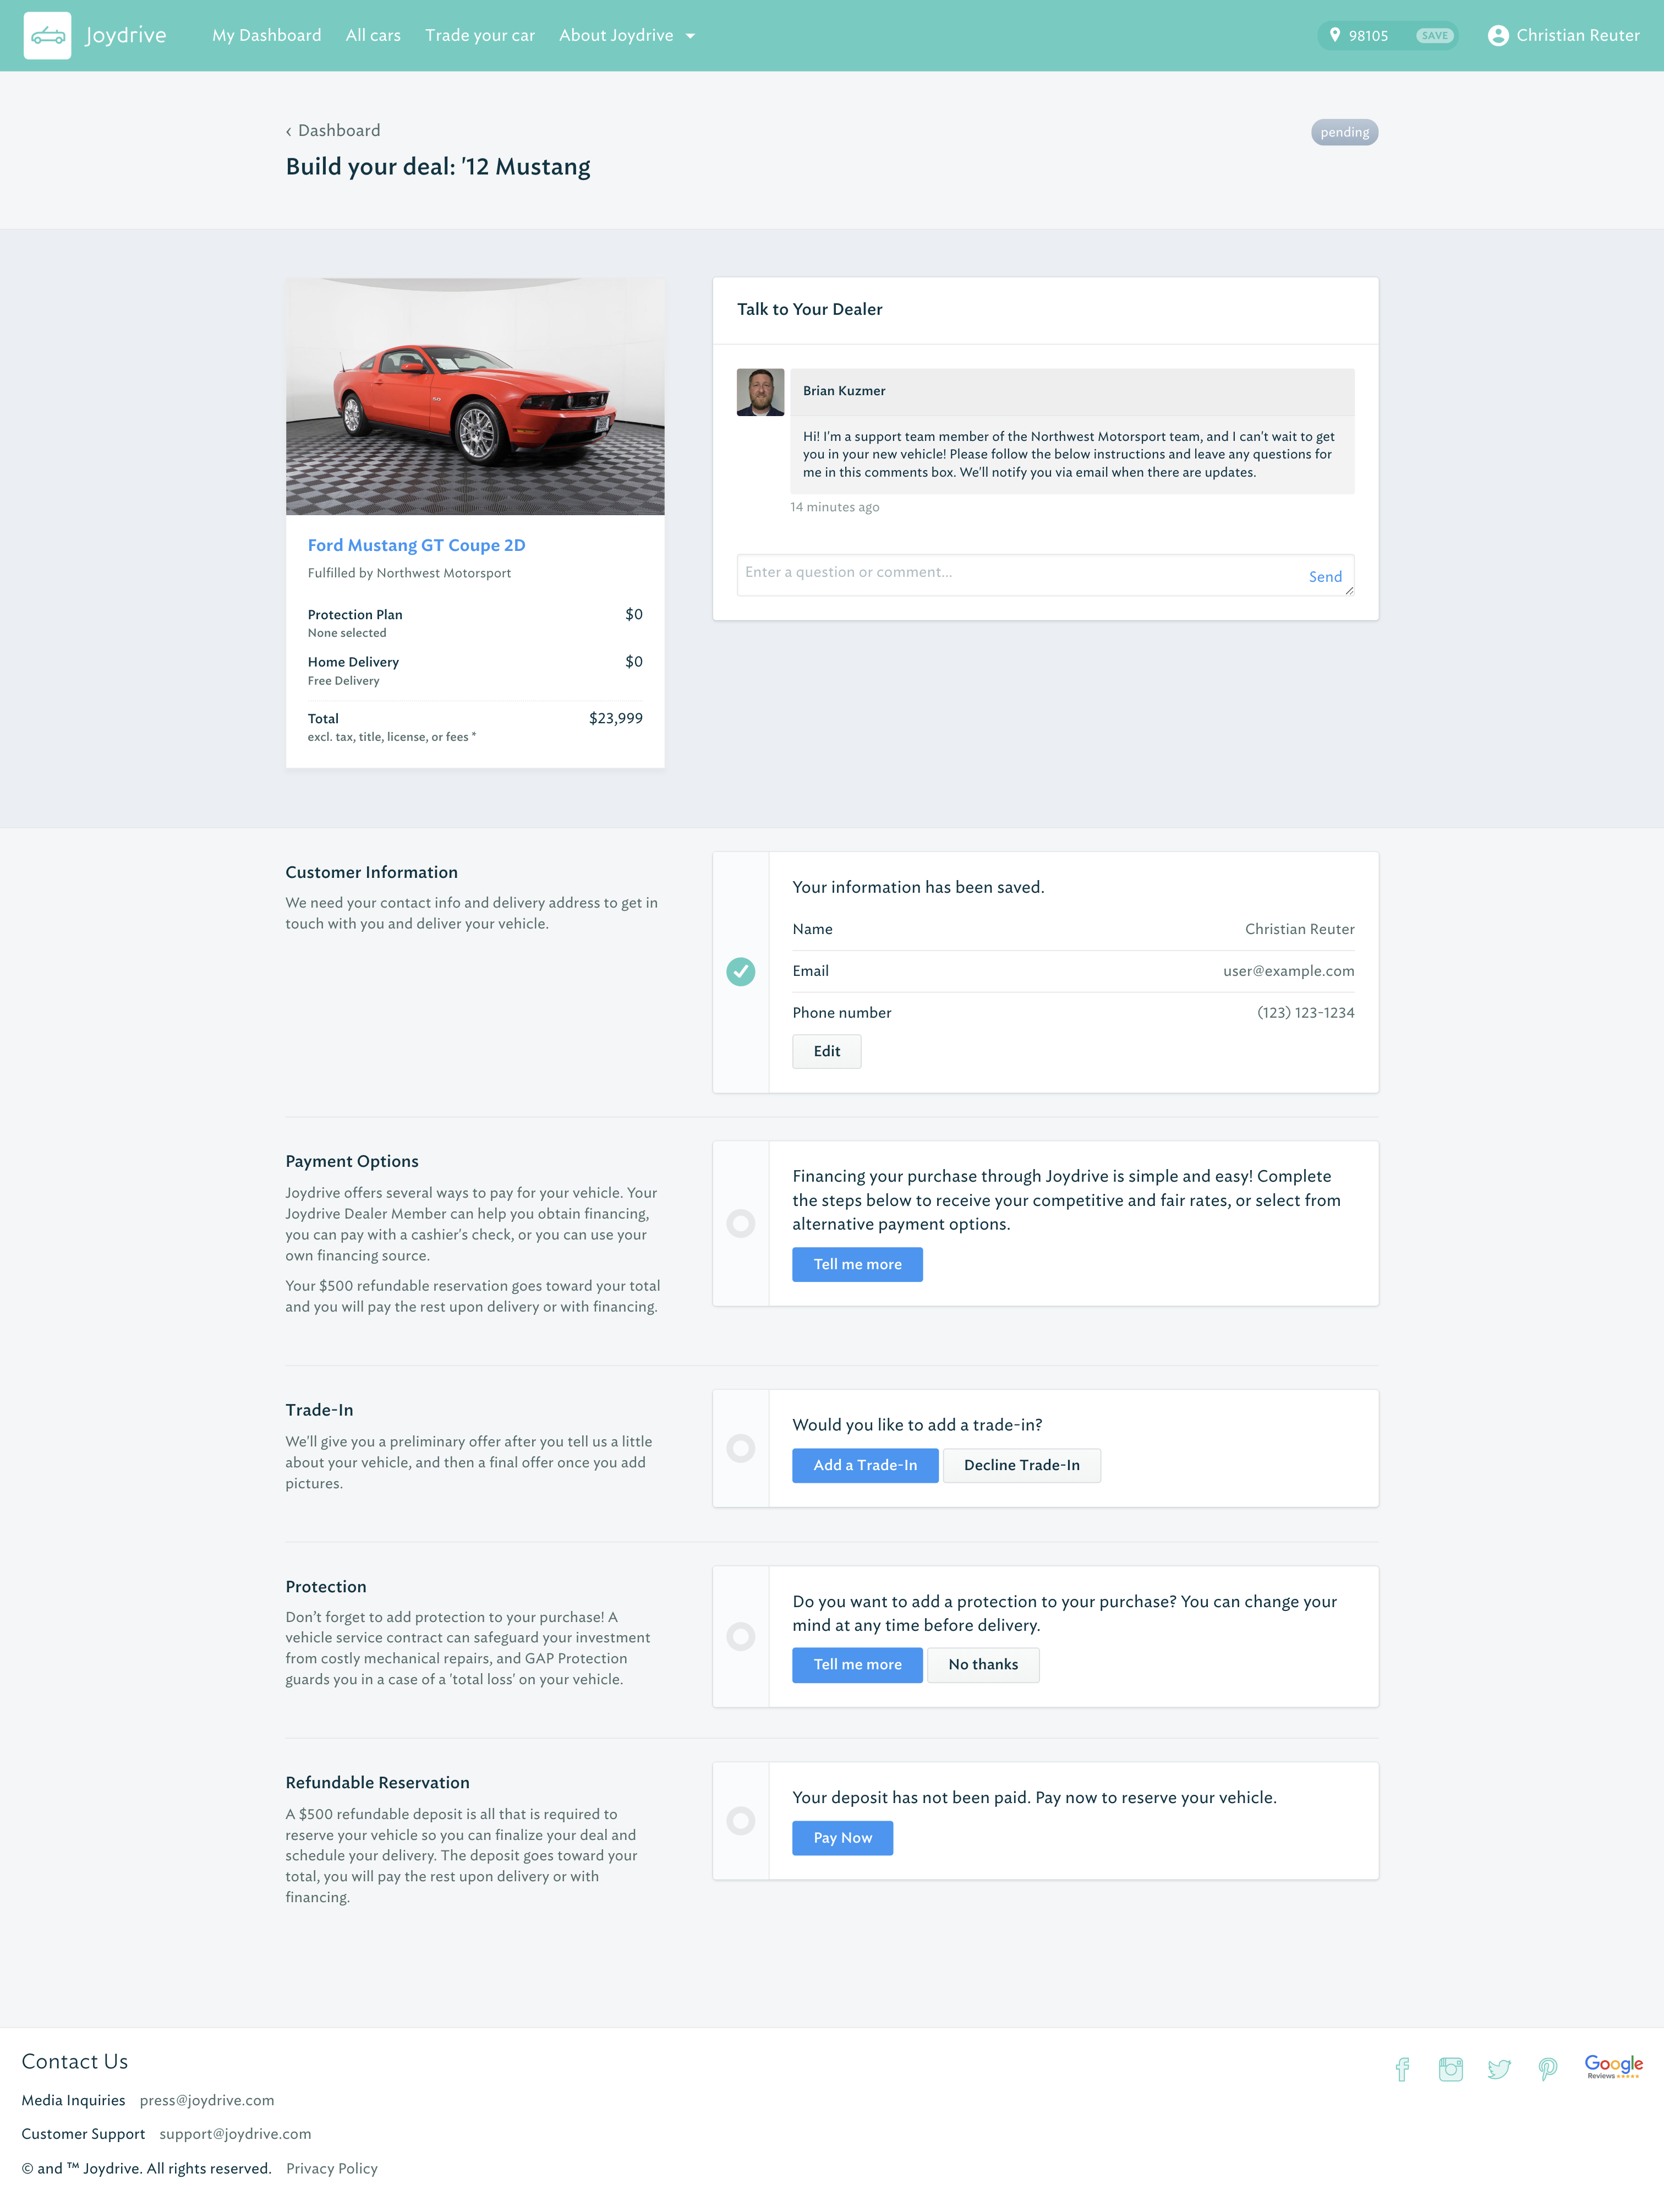 Joydrive
My Dashboard
All cars
Trade your car
About Joydrive
98105
SAVE
Christian Reuter
‹ Dashboard
pending
Build your deal: '12 Mustang
Ford Mustang GT Coupe 2D
Fulfilled by Northwest Motorsport
Protection Plan $0
None selected
Home Delivery $0
Free Delivery
Total $23,999
excl. tax, title, license, or fees *
Talk to Your Dealer
Brian Kuzmer
Hi! I'm a support team member of the Northwest Motorsport team, and I can't wait to get
you in your new vehicle! Please follow the below instructions and leave any questions for
me in this comments box. We'll notify you via email when there are updates.
14 minutes ago
Enter a question or comment...
Send
Customer Information
We need your contact info and delivery address to get in
touch with you and deliver your vehicle.
Your information has been saved.
Name Christian Reuter
Email user@example.com
Phone number (123) 123-1234
Edit
Payment Options
Joydrive offers several ways to pay for your vehicle. Your
Joydrive Dealer Member can help you obtain financing,
you can pay with a cashier's check, or you can use your
own financing source.
Your $500 refundable reservation goes toward your total
and you will pay the rest upon delivery or with financing.
Financing your purchase through Joydrive is simple and easy! Complete
the steps below to receive your competitive and fair rates, or select from
alternative payment options.
Tell me more
Trade-In
We'll give you a preliminary offer after you tell us a little
about your vehicle, and then a final offer once you add
pictures.
Would you like to add a trade-in?
Add a Trade-In
Decline Trade-In
Protection
Don’t forget to add protection to your purchase! A
vehicle service contract can safeguard your investment
from costly mechanical repairs, and GAP Protection
guards you in a case of a 'total loss' on your vehicle.
Do you want to add a protection to your purchase? You can change your
mind at any time before delivery.
Tell me more
No thanks
Refundable Reservation
A $500 refundable deposit is all that is required to
reserve your vehicle so you can finalize your deal and
schedule your delivery. The deposit goes toward your
total, you will pay the rest upon delivery or with
financing.
Your deposit has not been paid. Pay now to reserve your vehicle.
Pay Now
Contact Us
Media Inquiries press@joydrive.com
Customer Support support@joydrive.com
© and ™ Joydrive. All rights reserved. Privacy Policy
Google
Reviews